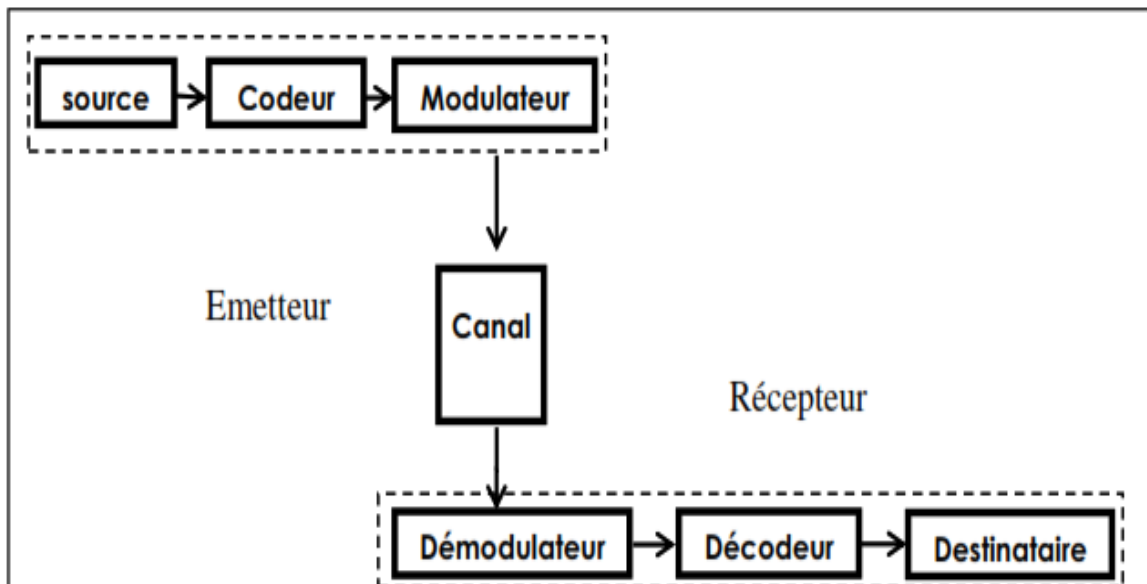 source
Codeur
Modulateur
Emetteur
Canal
Récepteur
Démodulateur
Décodeur
Destinataire